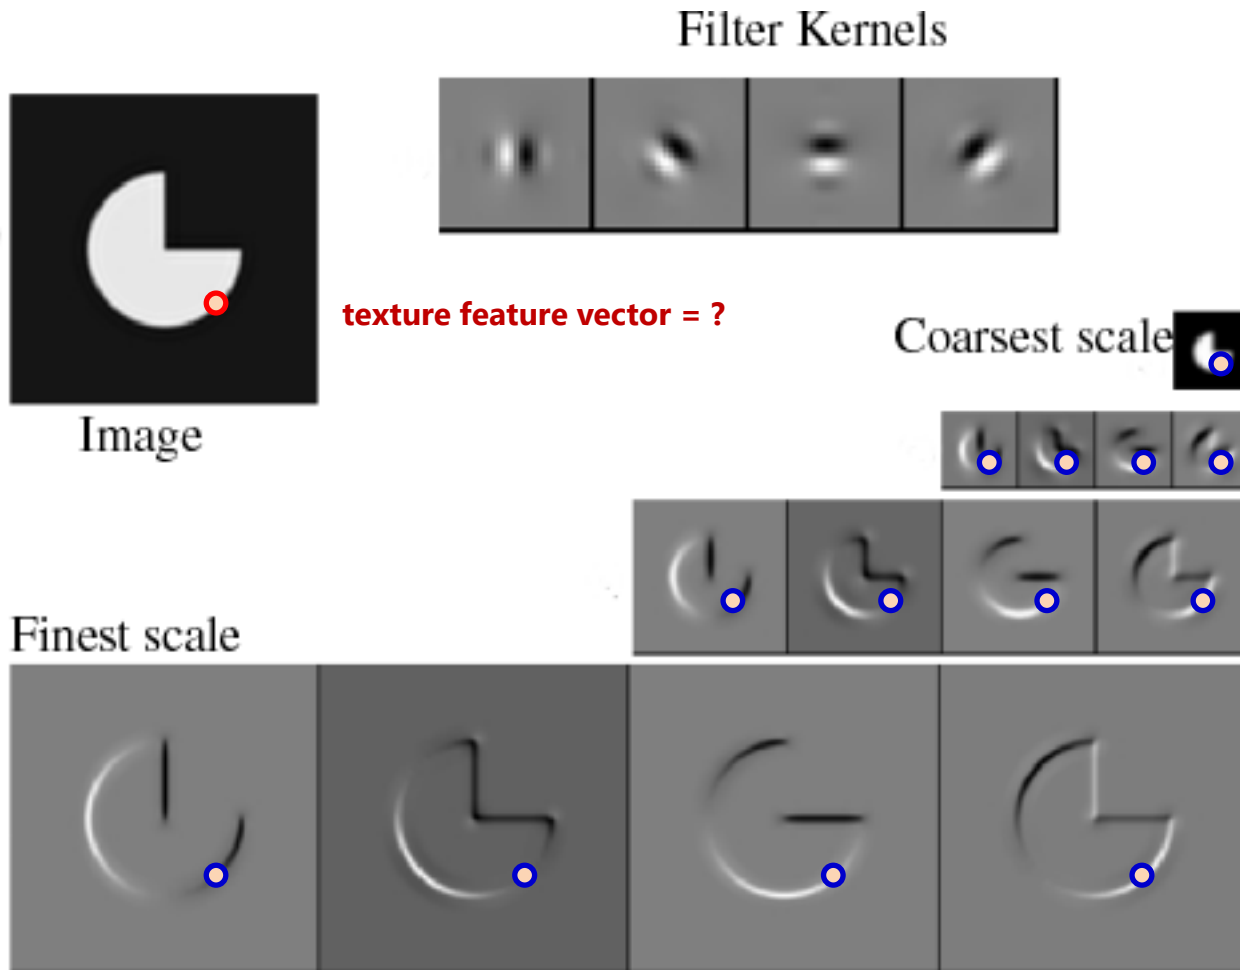 Filter Kernels
texture feature vector = ?
Coarsest scale
Image
Finest scale